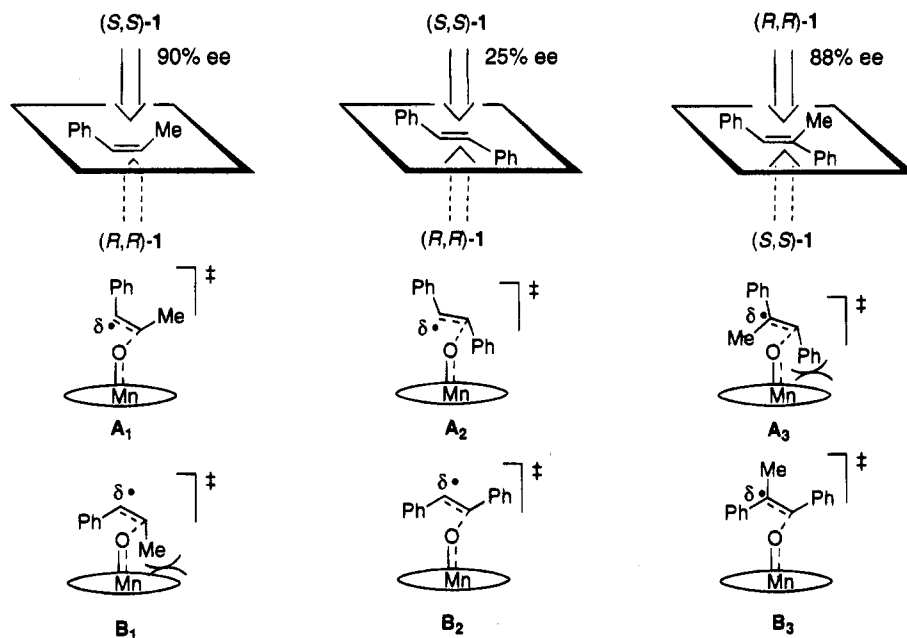 (S,S)-1 (S,S)-1 (R,R)-1
90% ee 25% ee 88% ee
Ph Me Ph Ph Ph Me Ph
(R,R)-1 (R,R)-1 (S,S)-1
Ph δ• Me O Mn ‡
Ph δ• Ph O Mn ‡
Ph δ• Me Ph O Mn ‡
A₁ A₂ A₃
δ• Ph O Me Mn ‡
δ• Ph Ph O Mn ‡
Me δ• Ph Ph O Mn ‡
B₁ B₂ B₃